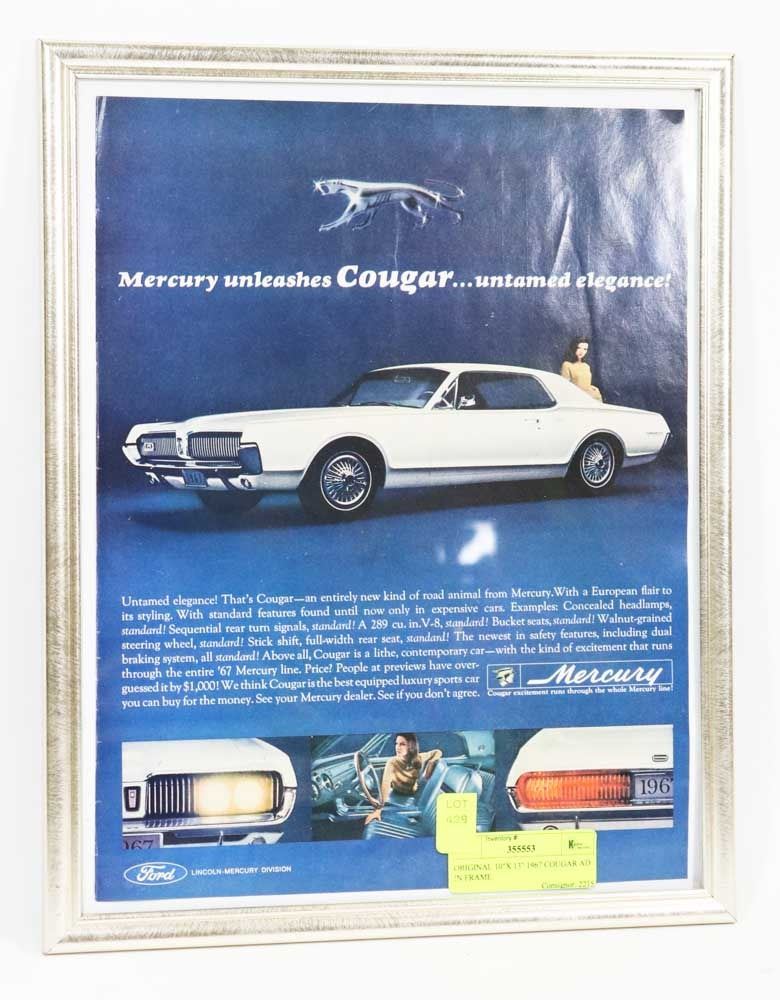 Mercury unleashes Cougar...untamed elegance!
1967
Untamed elegance! That's Cougar—an entirely new kind of road animal from Mercury. With a European flair to
its styling. With standard features found until now only in expensive cars. Examples: Concealed headlamps,
standard! Sequential rear turn signals, standard! A 289 cu. in. V-8, standard! Bucket seats, standard! Walnut-grained
steering wheel, standard! Stick shift, full-width rear seat, standard! The newest in safety features, including dual
braking system, all standard! Above all, Cougar is a lithe, contemporary car—with the kind of excitement that runs
through the entire '67 Mercury line. Price? People at previews have over-
guessed it by $1,000! We think Cougar is the best equipped luxury sports car
you can buy for the money. See your Mercury dealer. See if you don't agree.
Mercury
Cougar excitement runs through the whole Mercury line!
967
196
Ford
LINCOLN-MERCURY DIVISION
LOT
429
Inventory #
355553
ORIGINAL 10"X 13" 1967 COUGAR AD
IN FRAME
Consignor: 2215